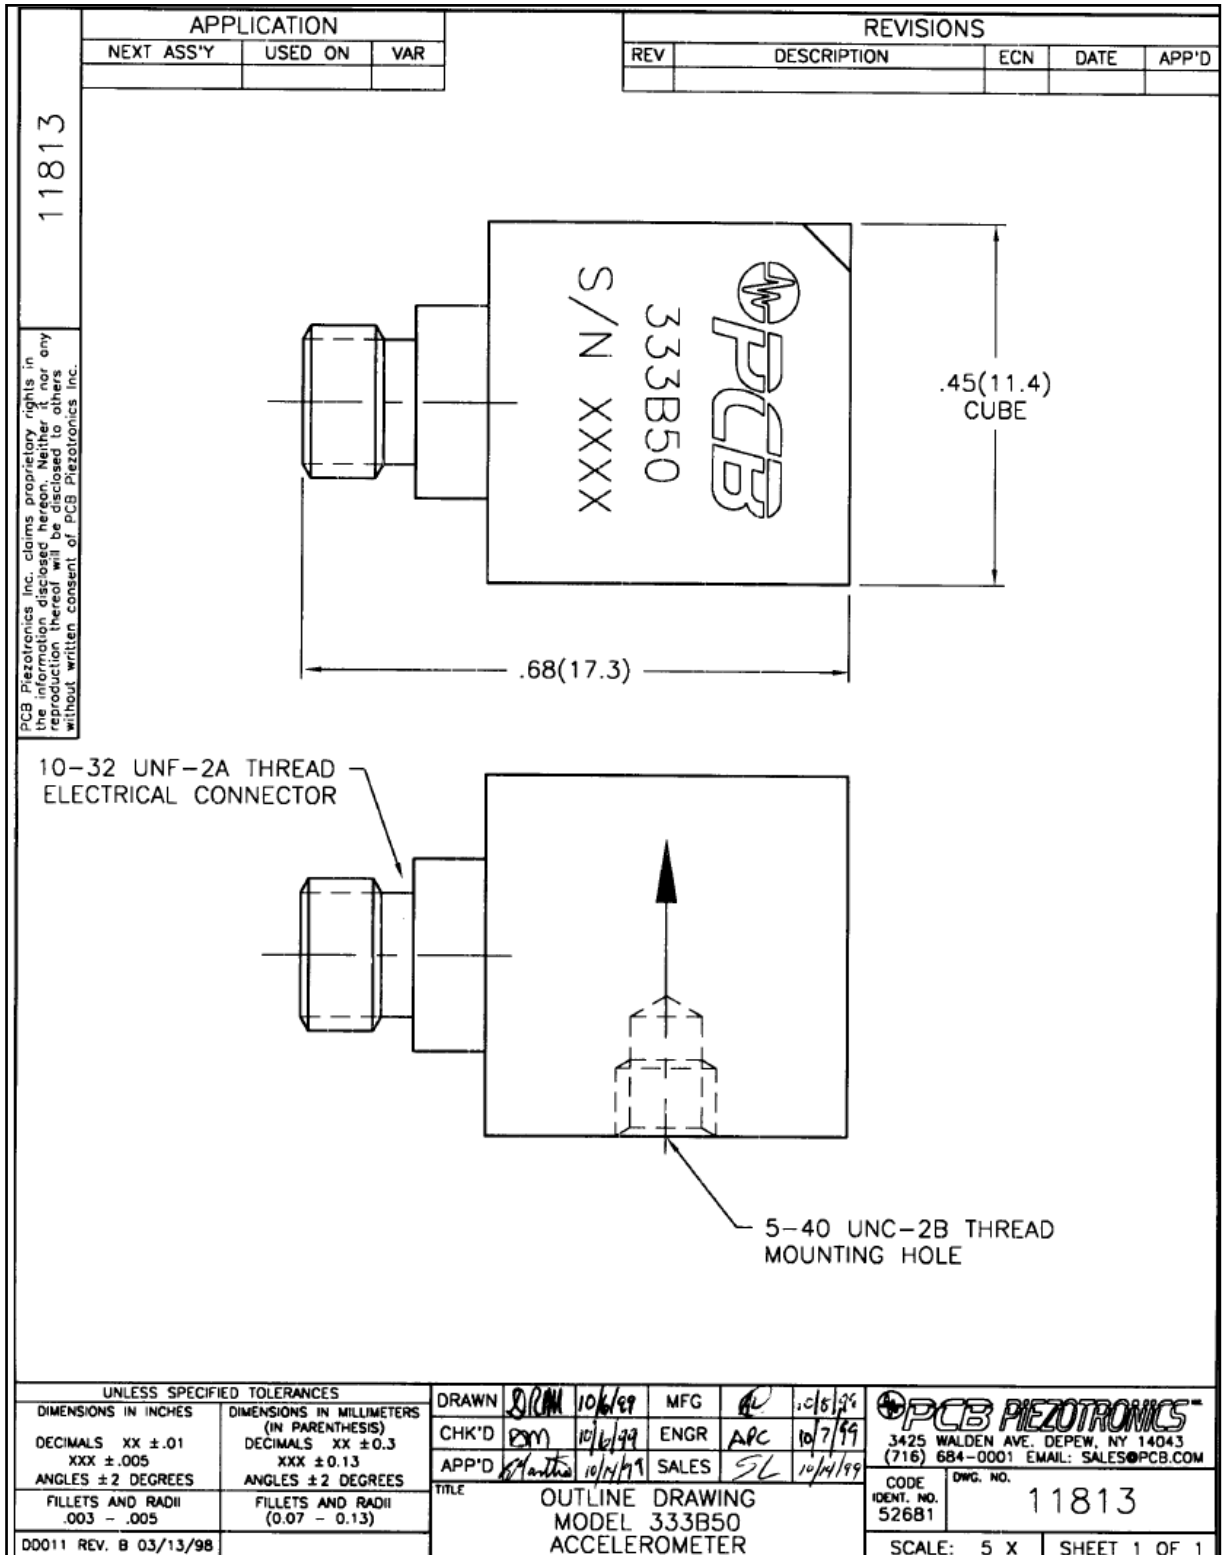 APPLICATION
NEXT ASS'Y USED ON VAR
REVISIONS
REV DESCRIPTION ECN DATE APP'D
11813
PCB Piezotronics Inc. claims proprietary rights in
the information disclosed hereon. Neither it nor any
reproduction thereof will be disclosed to others
without written consent of PCB Piezotronics Inc.
PCB
333B50
S/N XXXX
.45(11.4)
CUBE
.68(17.3)
10-32 UNF-2A THREAD
ELECTRICAL CONNECTOR
5-40 UNC-2B THREAD
MOUNTING HOLE
UNLESS SPECIFIED TOLERANCES
DIMENSIONS IN INCHES
DECIMALS XX ±.01
XXX ±.005
ANGLES ±2 DEGREES
FILLETS AND RADII
.003 - .005
DIMENSIONS IN MILLIMETERS
(IN PARENTHESIS)
DECIMALS XX ±0.3
XXX ±0.13
ANGLES ±2 DEGREES
FILLETS AND RADII
(0.07 - 0.13)
DD011 REV. B 03/13/98
DRAWN 10/6/99 MFG
CHK'D 10/6/99 ENGR APC 10/7/99
APP'D 10/14/99 SALES SL 10/14/99
TITLE
OUTLINE DRAWING
MODEL 333B50
ACCELEROMETER
PCB PIEZOTRONICS™
3425 WALDEN AVE. DEPEW, NY 14043
(716) 684-0001 EMAIL: SALES@PCB.COM
CODE
IDENT. NO.
52681
DWG. NO.
11813
SCALE: 5 X SHEET 1 OF 1